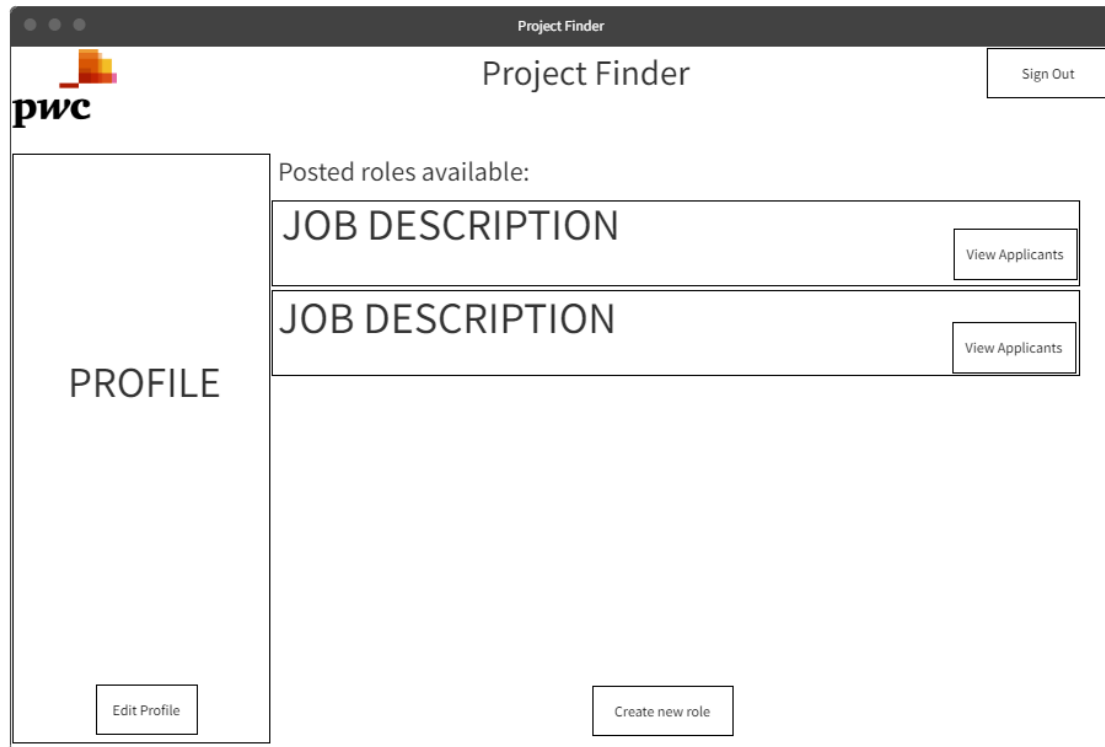 Project Finder
pwc
Project Finder
Sign Out
Posted roles available:
JOB DESCRIPTION
View Applicants
JOB DESCRIPTION
View Applicants
PROFILE
Edit Profile
Create new role